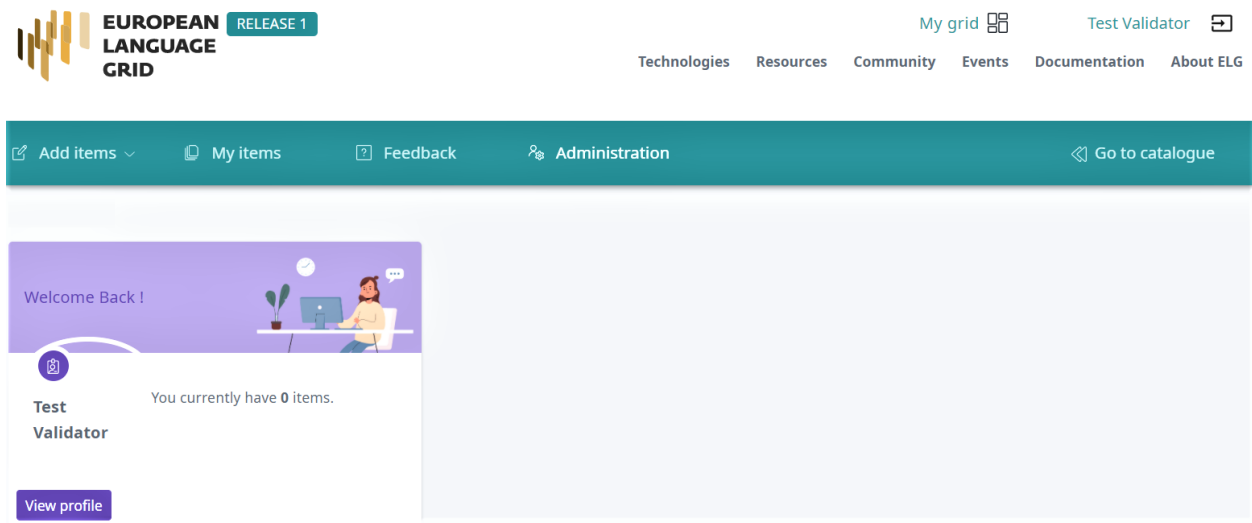 EUROPEAN
LANGUAGE
GRID
RELEASE 1
My grid
Test Validator
Technologies Resources Community Events Documentation About ELG
Add items My items Feedback Administration Go to catalogue
Welcome Back !
You currently have 0 items.
Test
Validator
View profile